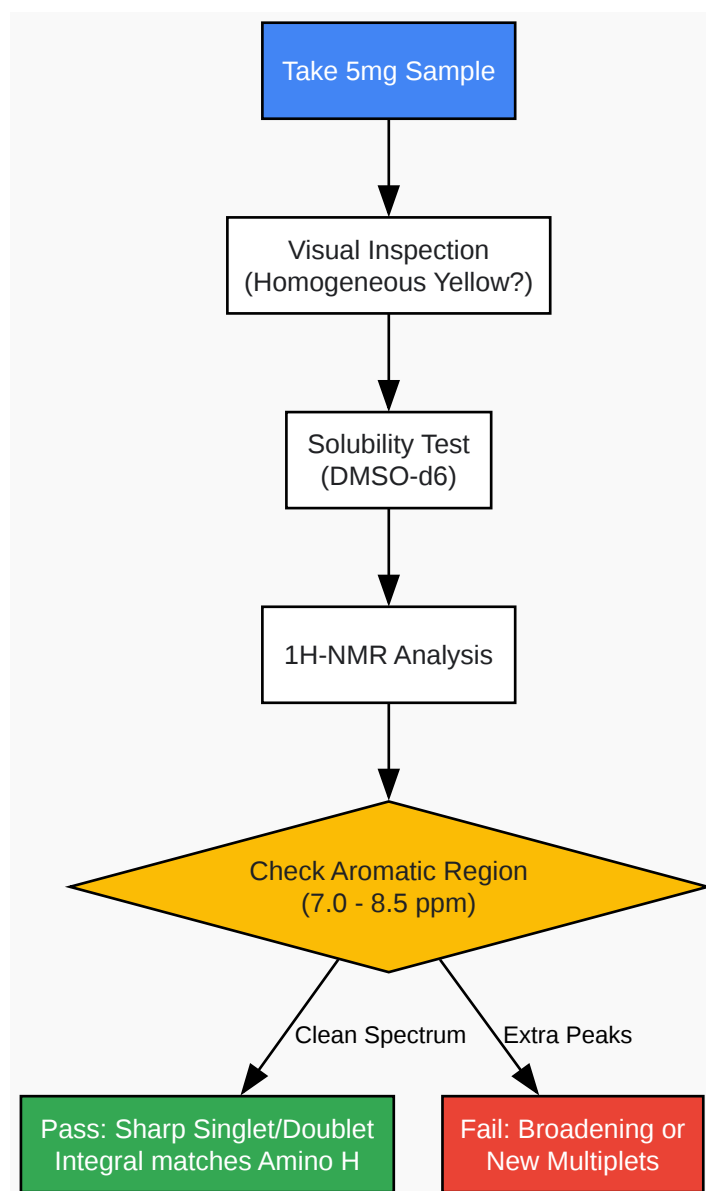 Take 5mg Sample
Visual Inspection
(Homogeneous Yellow?)
Solubility Test
(DMSO-d6)
1H-NMR Analysis
Check Aromatic Region
(7.0 - 8.5 ppm)
Clean Spectrum
Extra Peaks
Pass: Sharp Singlet/Doublet
Integral matches Amino H
Fail: Broadening or
New Multiplets